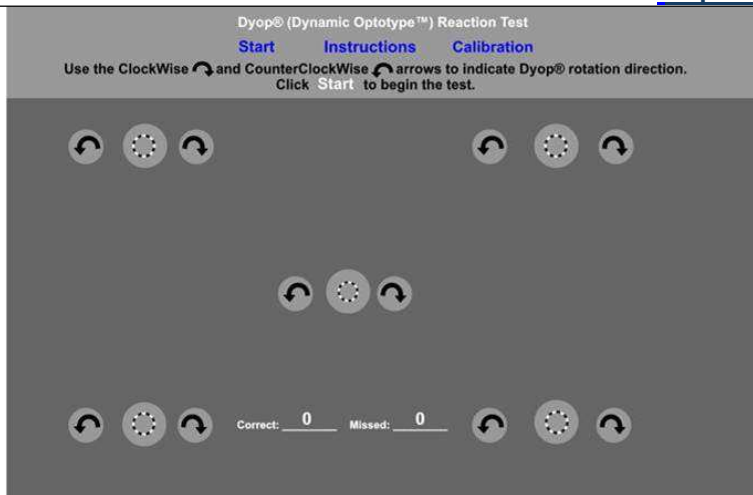 Dyop® (Dynamic Optotype™) Reaction Test
Start Instructions Calibration
Use the ClockWise and CounterClockWise arrows to indicate Dyop® rotation direction.
Click Start to begin the test.
Correct: 0 Missed: 0